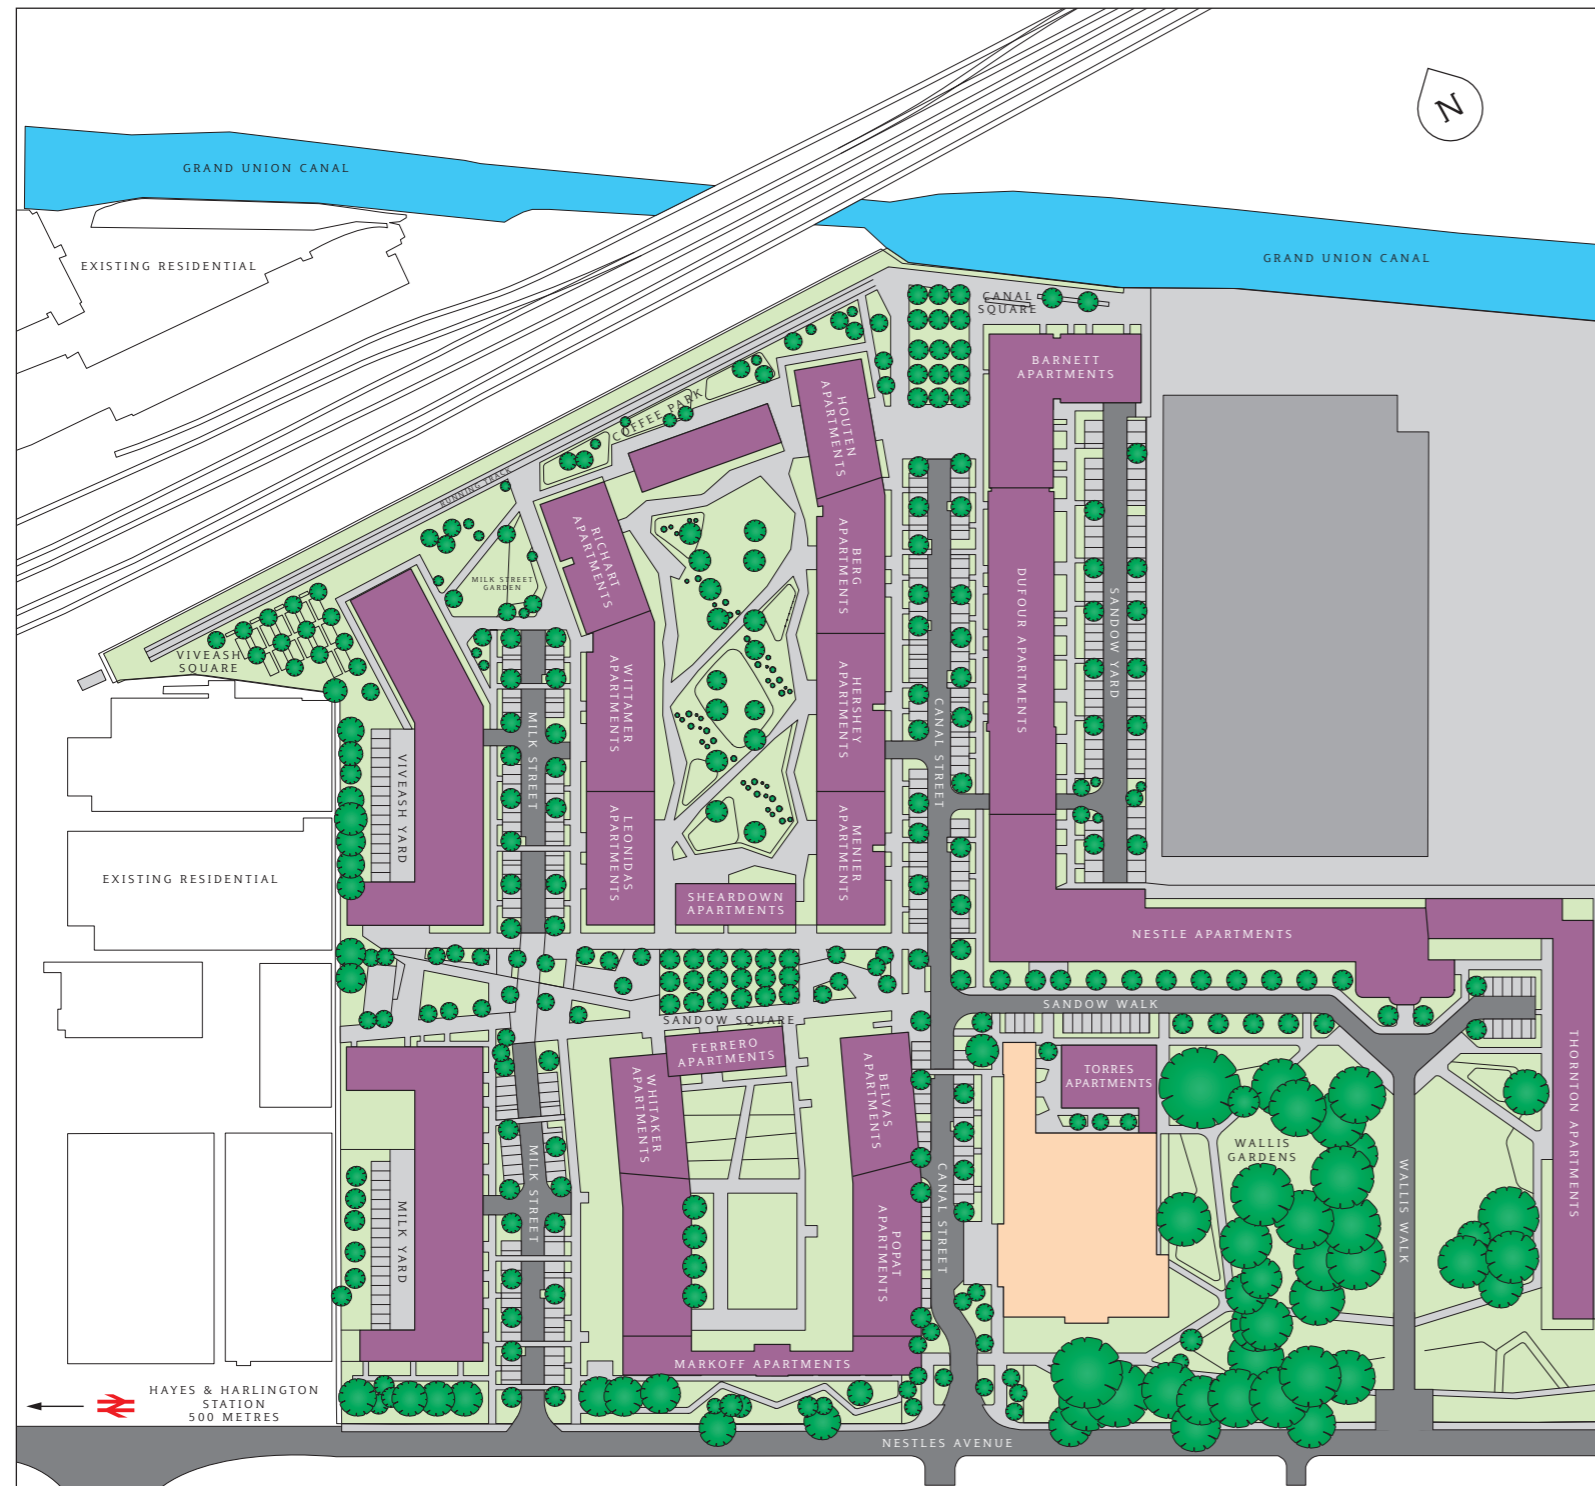 N
GRAND UNION CANAL
GRAND UNION CANAL
EXISTING RESIDENTIAL
CANAL
SQUARE
BARNETT
APARTMENTS
HOUTEN
APARTMENTS
COFFEE PARK
RUNNING TRACK
RICHART
APARTMENTS
BERG
APARTMENTS
MILK STREET
GARDEN
DUFOUR APARTMENTS
SANDOW YARD
VIVEASH
SQUARE
WITTAMER
APARTMENTS
HERSHEY
APARTMENTS
MILK STREET
CANAL STREET
VIVEASH YARD
LEONIDAS
APARTMENTS
MENIER
APARTMENTS
EXISTING RESIDENTIAL
SHEARDOWN
APARTMENTS
NESTLE APARTMENTS
SANDOW WALK
SANDOW SQUARE
FERRERO
APARTMENTS
WHITAKER
APARTMENTS
BELVAS
APARTMENTS
TORRES
APARTMENTS
THORNTON APARTMENTS
WALLIS
GARDENS
MILK YARD
MILK STREET
CANAL STREET
POPAT
APARTMENTS
WALLIS WALK
MARKOFF APARTMENTS
HAYES & HARLINGTON
STATION
500 METRES
NESTLES AVENUE